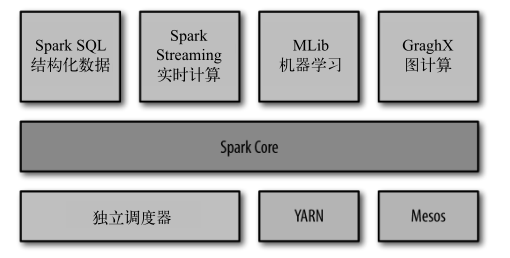 Spark SQL
结构化数据
Spark
Streaming
实时计算
MLib
机器学习
GraghX
图计算
Spark Core
独立调度器
YARN
Mesos